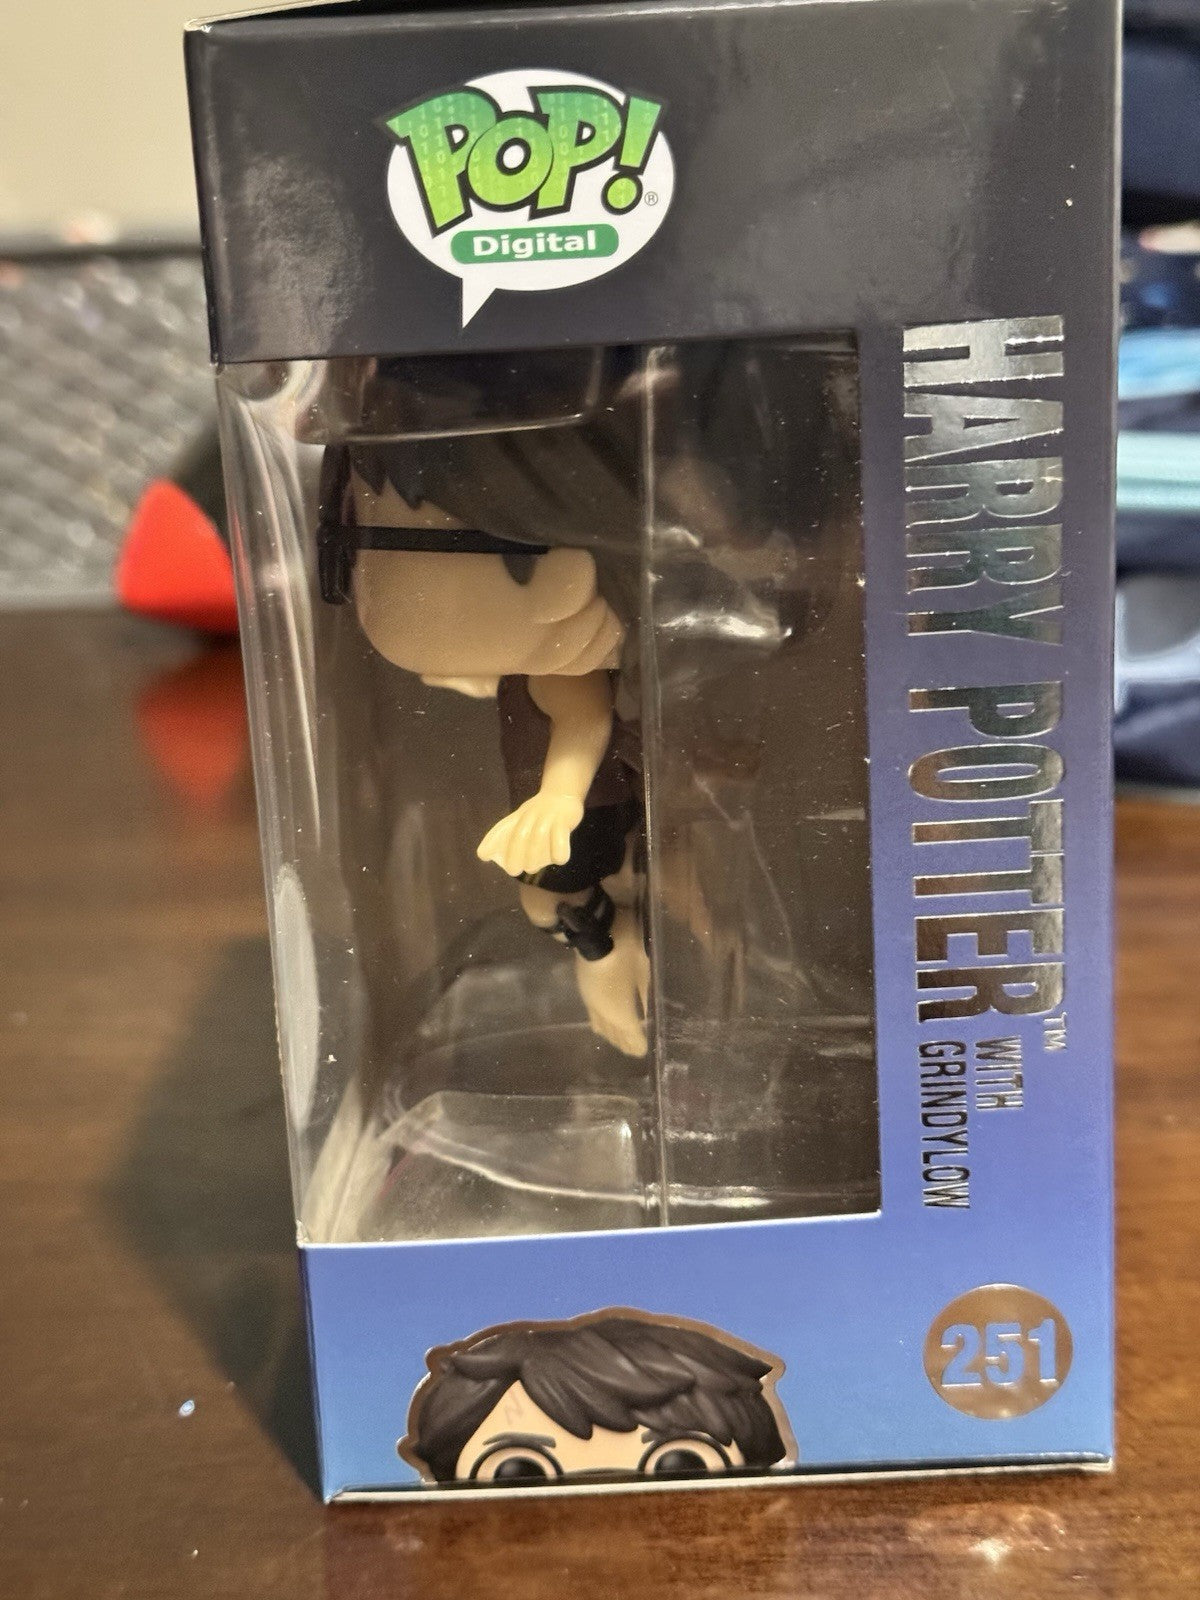 POP!®
Digital
HARRY POTTER™
WITH
GRINDYLOW
251